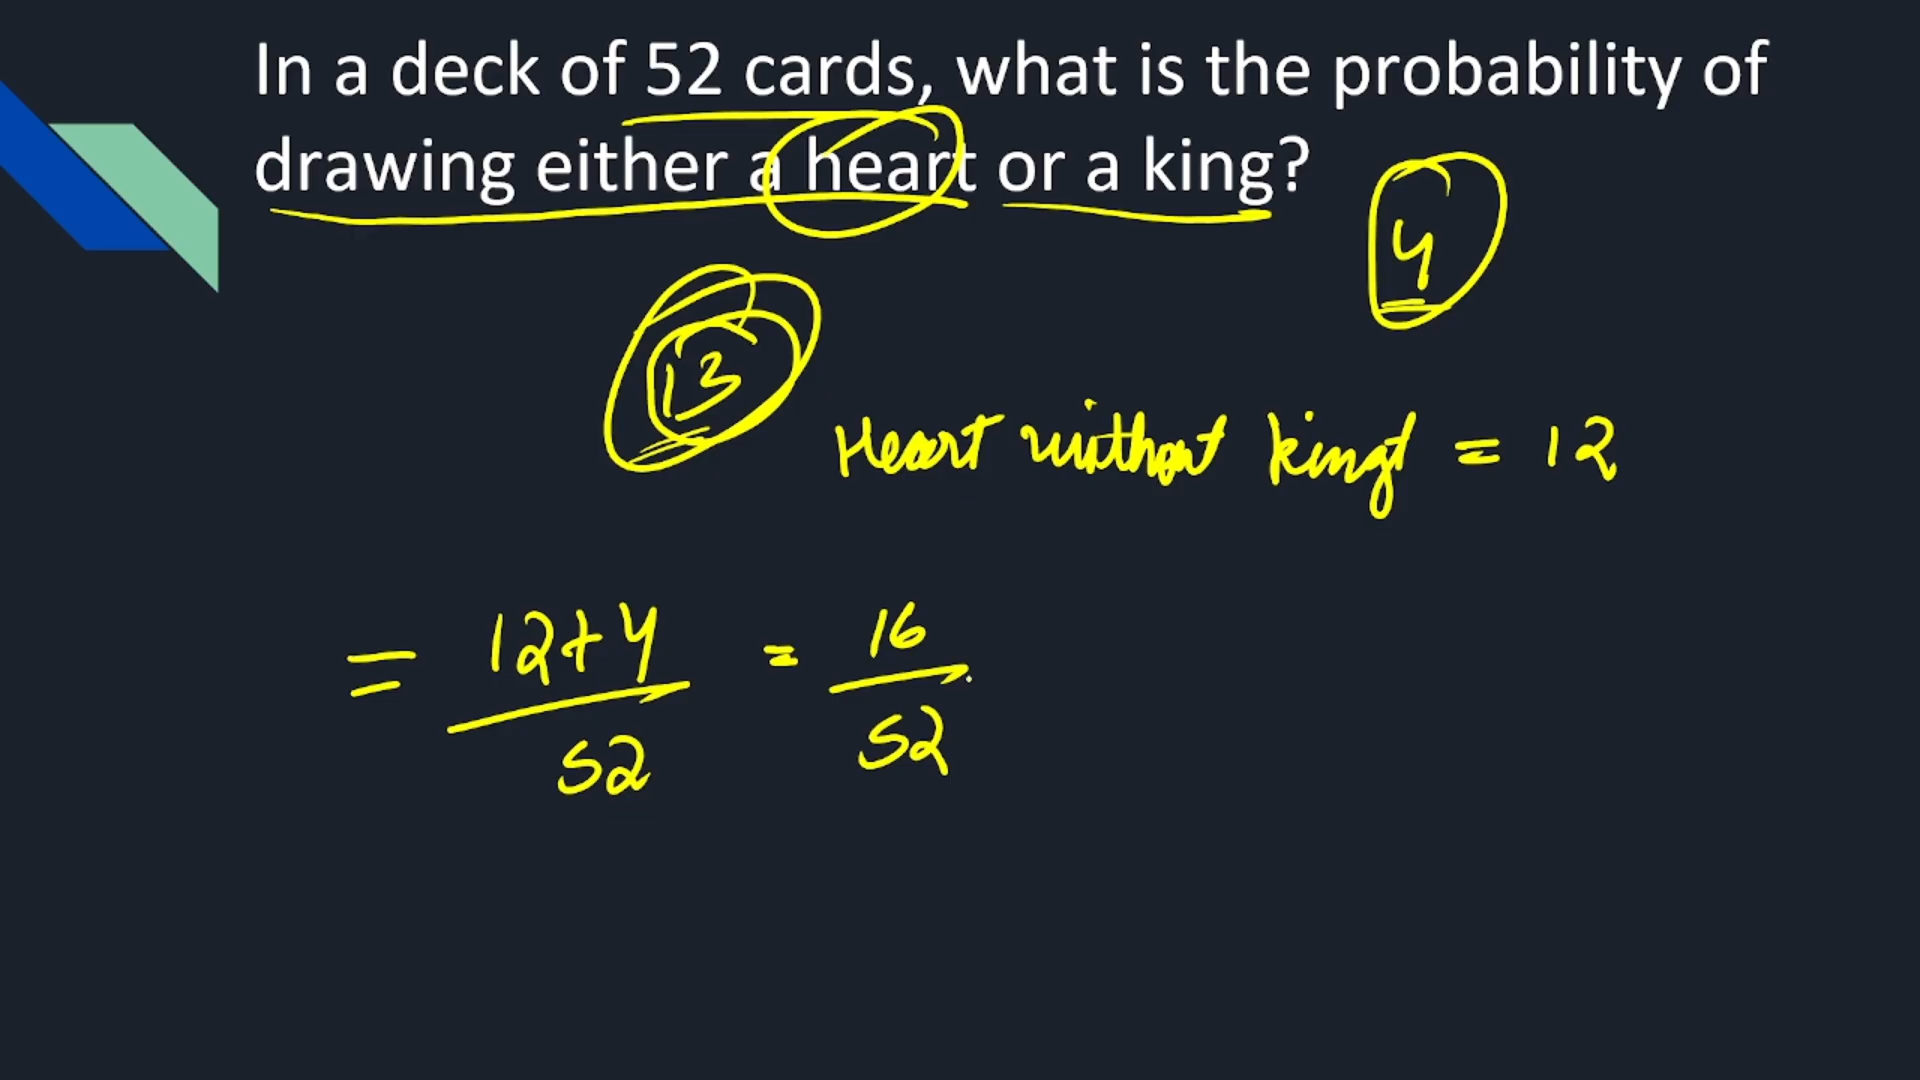 In a deck of 52 cards, what is the probability of
drawing either a heart or a king?
4
13
Heart without king = 12
= 12+4 / 52 = 16 / 52